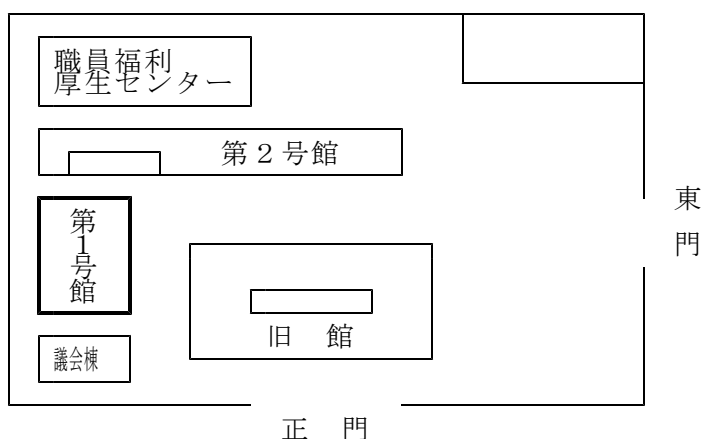 職員福利
厚生センター
第２号館
東門
第１号館
旧　館
議会棟
正　門